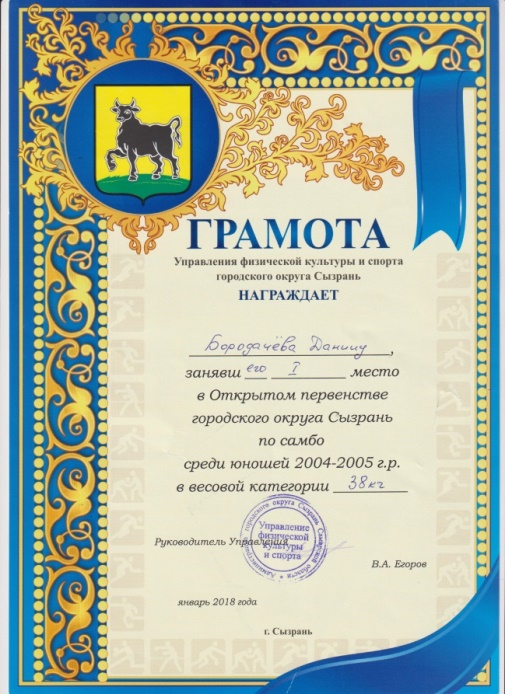 ГРАМОТА
Управления физической культуры и спорта
городского округа Сызрань
НАГРАЖДАЕТ
Бородачёва Данилу,
занявш его I место
в Открытом первенстве
городского округа Сызрань
по самбо
среди юношей 2004-2005 г.р.
в весовой категории 38кг
Управление
физической
культуры
и спорта
Руководитель Управления
В.А. Егоров
январь 2018 года
г. Сызрань